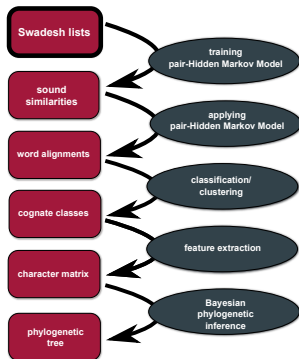 Swadesh lists
training
pair-Hidden Markov Model
sound
similarities
applying
pair-Hidden Markov Model
word alignments
classification/
clustering
cognate classes
feature extraction
character matrix
Bayesian
phylogenetic
inference
phylogenetic
tree